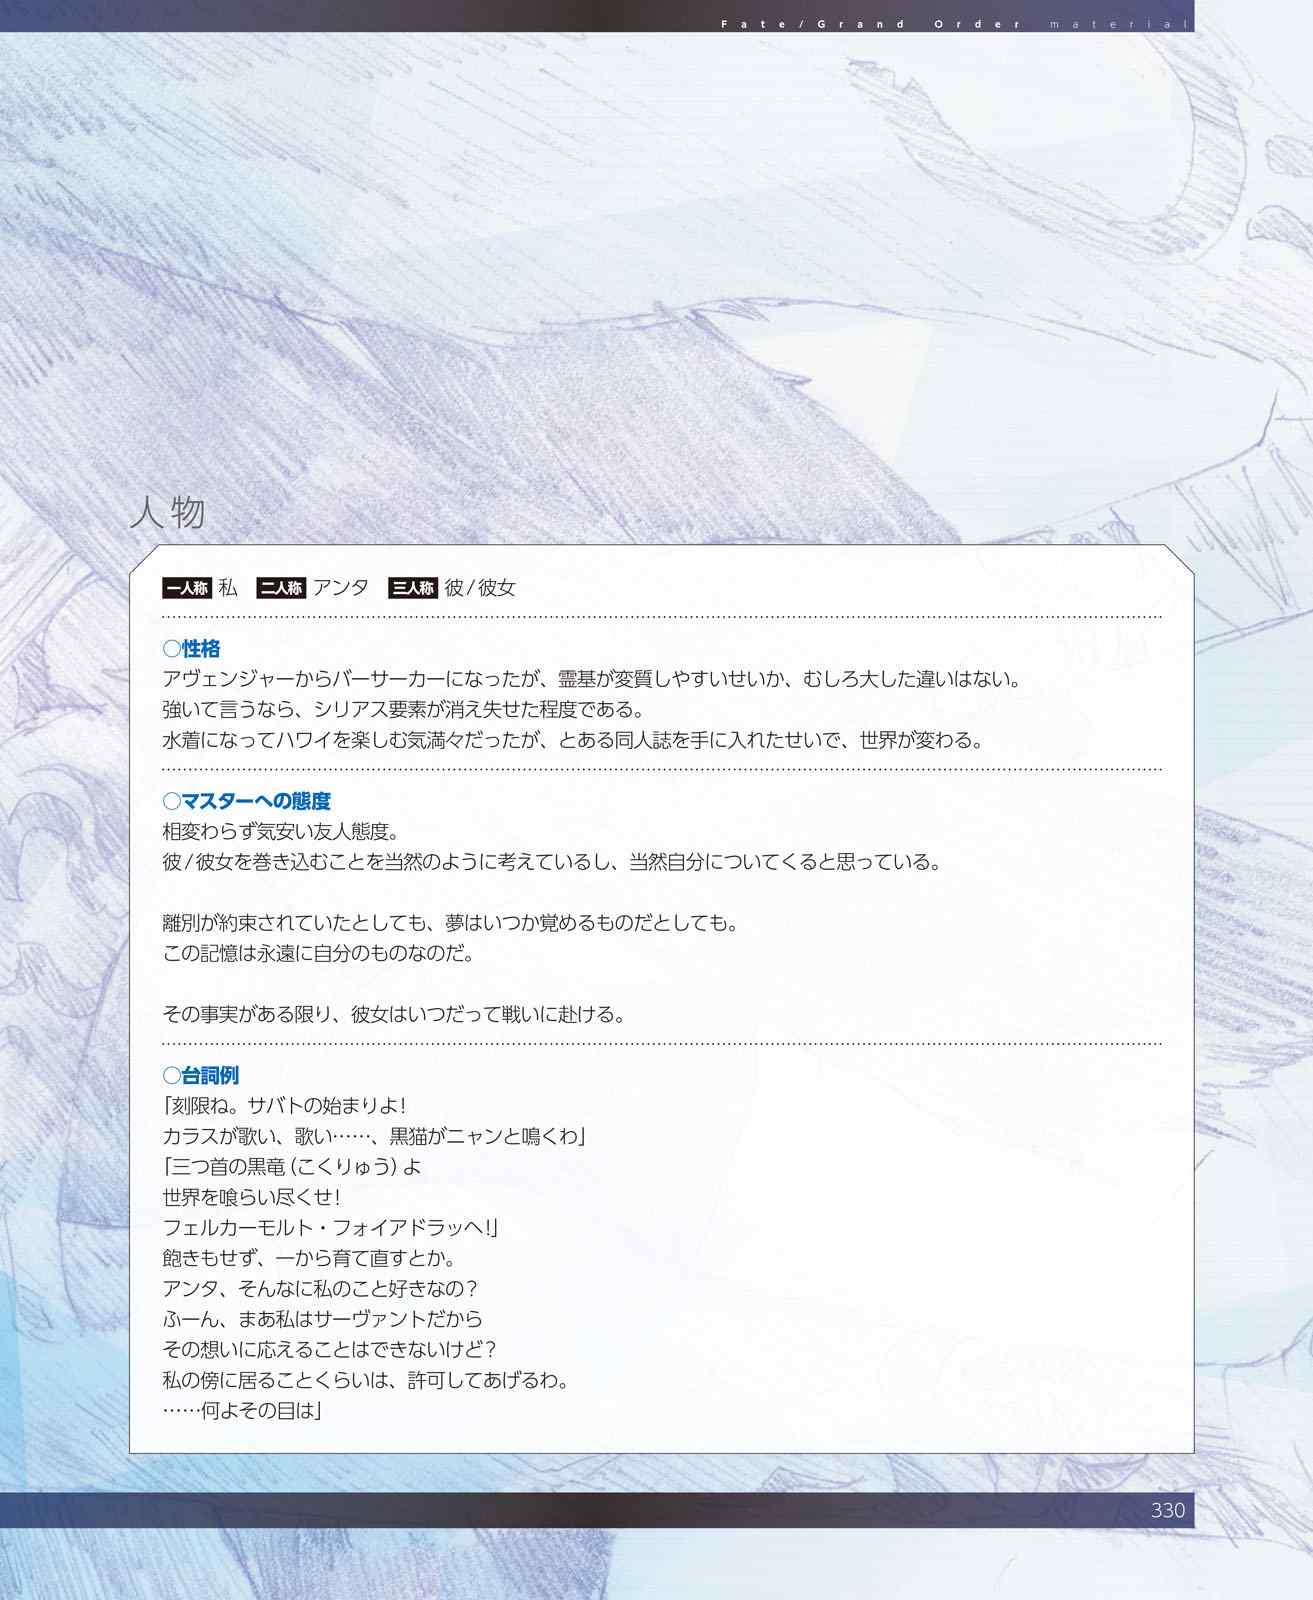 Fate/Grand Order material
人物
一人称 私 二人称 アンタ 三人称 彼/彼女
○性格
アヴェンジャーからバーサーカーになったが、霊基が変質しやすいせいか、むしろ大した違いはない。
強いて言うなら、シリアス要素が消え失せた程度である。
水着になってハワイを楽しむ気満々だったが、とある同人誌を手に入れたせいで、世界が変わる。
○マスターへの態度
相変わらず気安い友人態度。
彼/彼女を巻き込むことを当然のように考えているし、当然自分についてくると思っている。
離別が約束されていたとしても、夢はいつか覚めるものだとしても。
この記憶は永遠に自分のものなのだ。
その事実がある限り、彼女はいつだって戦いに赴ける。
○台詞例
「刻限ね。サバトの始まりよ!
カラスが歌い、歌い……、黒猫がニャンと鳴くわ」
「三つ首の黒竜(こくりゅう)よ
世界を喰らい尽くせ!
フェルカーモルト・フォイアドラッヘ!」
飽きもせず、一から育て直すとか。
アンタ、そんなに私のこと好きなの?
ふーん、まあ私はサーヴァントだから
その想いに応えることはできないけど?
私の傍に居ることくらいは、許可してあげるわ。
……何よその目は」
330